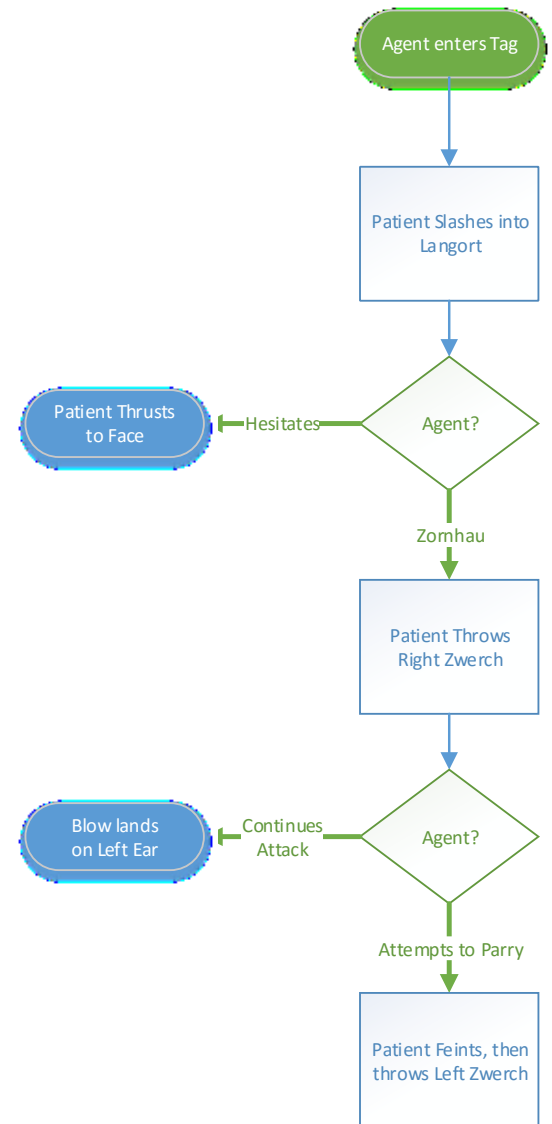 Agent enters Tag
Patient Slashes into
Langort
Agent?
Hesitates
Patient Thrusts
to Face
Zornhau
Patient Throws
Right Zwerch
Agent?
Continues
Attack
Blow lands
on Left Ear
Attempts to Parry
Patient Feints, then
throws Left Zwerch